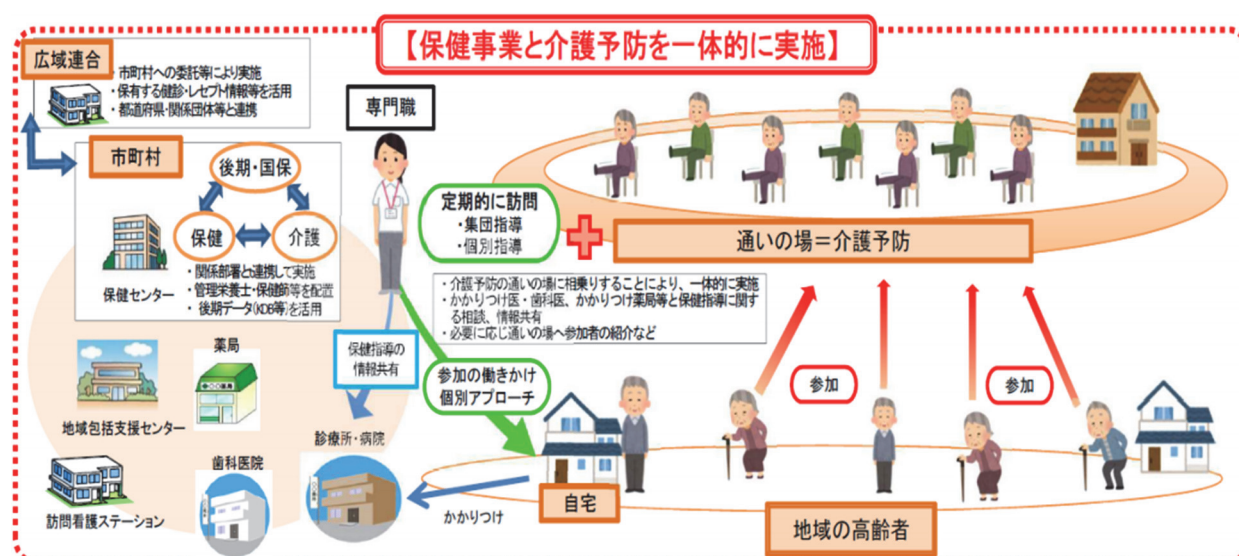 【保健事業と介護予防を一体的に実施】
広域連合
・市町村への委託等により実施
・保有する健診・レセプト情報等を活用
・都道府県・関係団体等と連携
専門職
市町村
後期・国保
保健
介護
保健センター
・関係部署と連携して実施
・管理栄養士・保健師等を配置
・後期データ(KDB等)を活用
定期的に訪問
・集団指導
・個別指導
通いの場＝介護予防
・介護予防の通いの場に相乗りすることにより、一体的に実施
・かかりつけ医・歯科医、かかりつけ薬局等と保健指導に関す
る相談、情報共有
・必要に応じ通いの場へ参加者の紹介など
薬局
〇〇薬局
地域包括支援センター
保健指導の
情報共有
参加の働きかけ
個別アプローチ
参加
参加
診療所・病院
歯科医院
訪問看護ステーション
かかりつけ
自宅
地域の高齢者